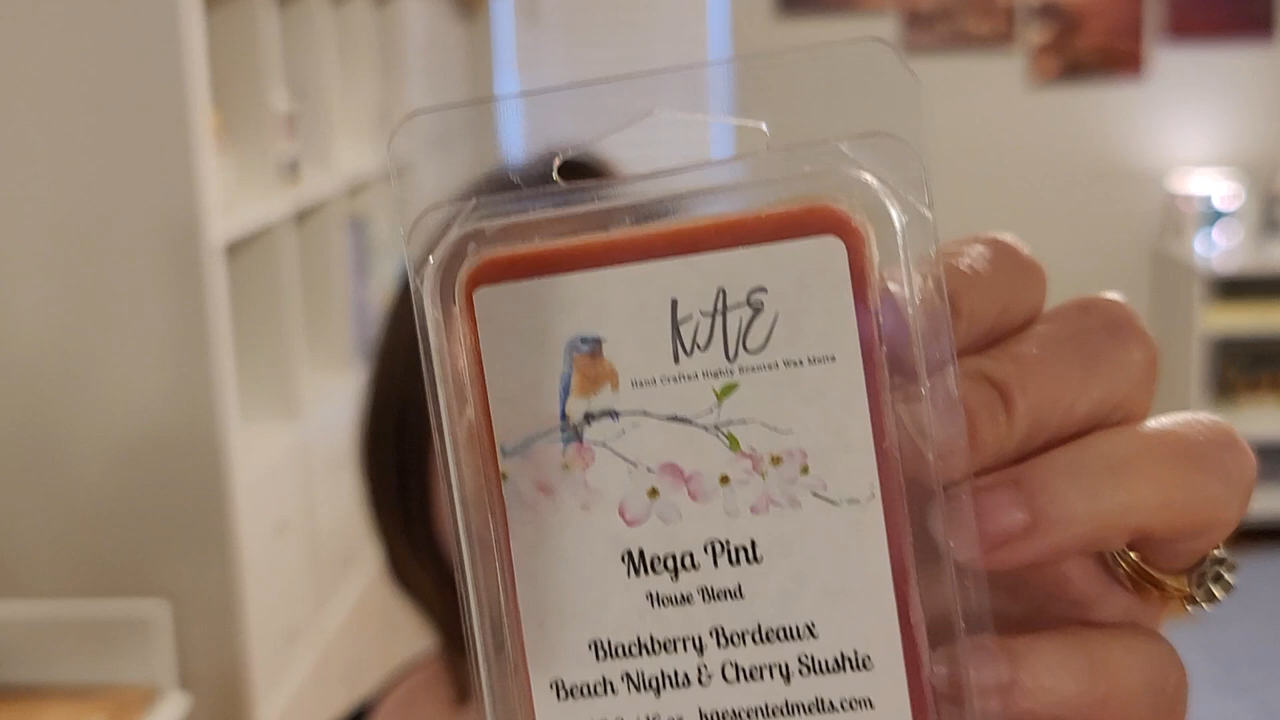 KAE
Hand Crafted Highly Scented Wax Melts
Mega Pint
House Blend
Blackberry Bordeaux
Beach Nights & Cherry Slushie
oz kaescentedmelts.com